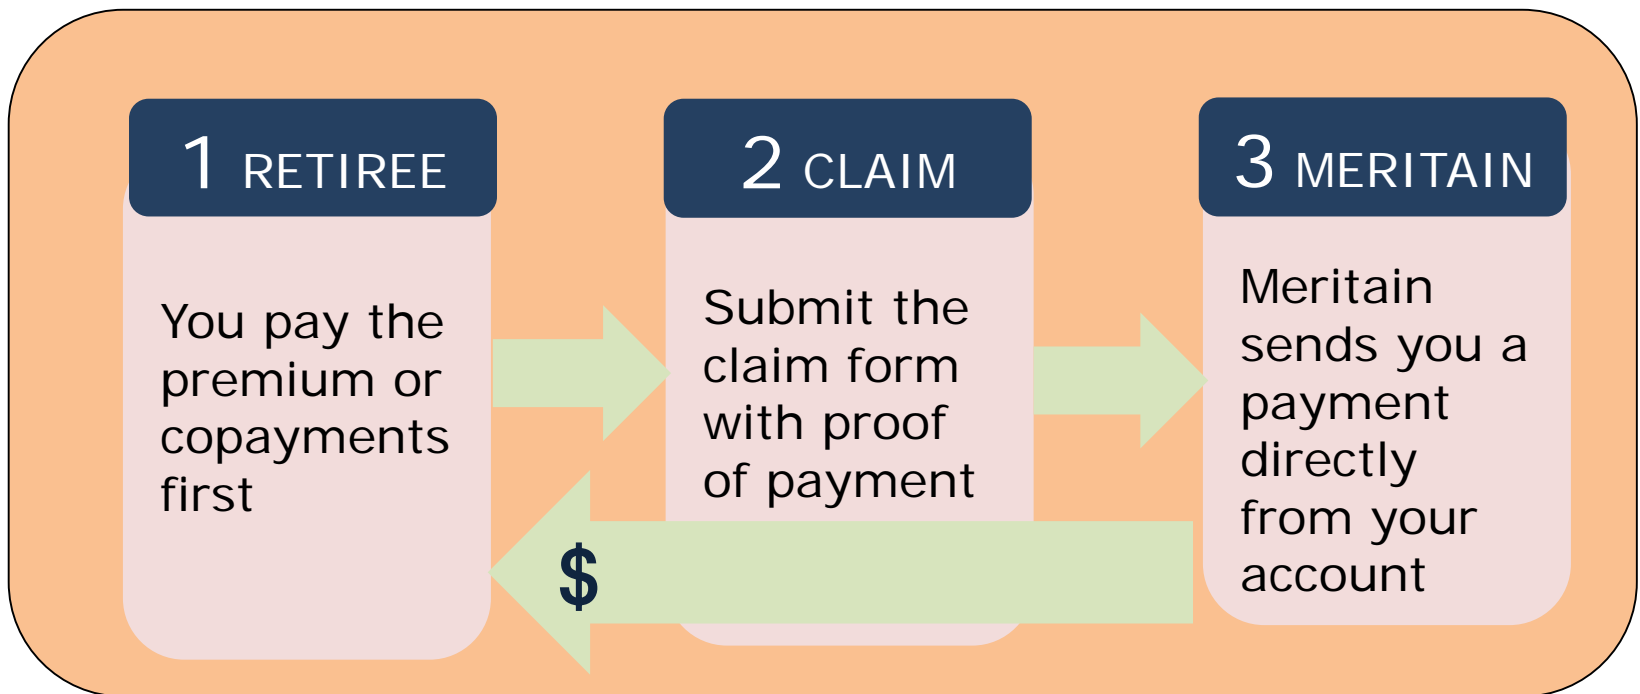 1 RETIREE
You pay the
premium or
copayments
first
2 CLAIM
Submit the
claim form
with proof
of payment
3 MERITAIN
Meritain
sends you a
payment
directly
from your
account
$